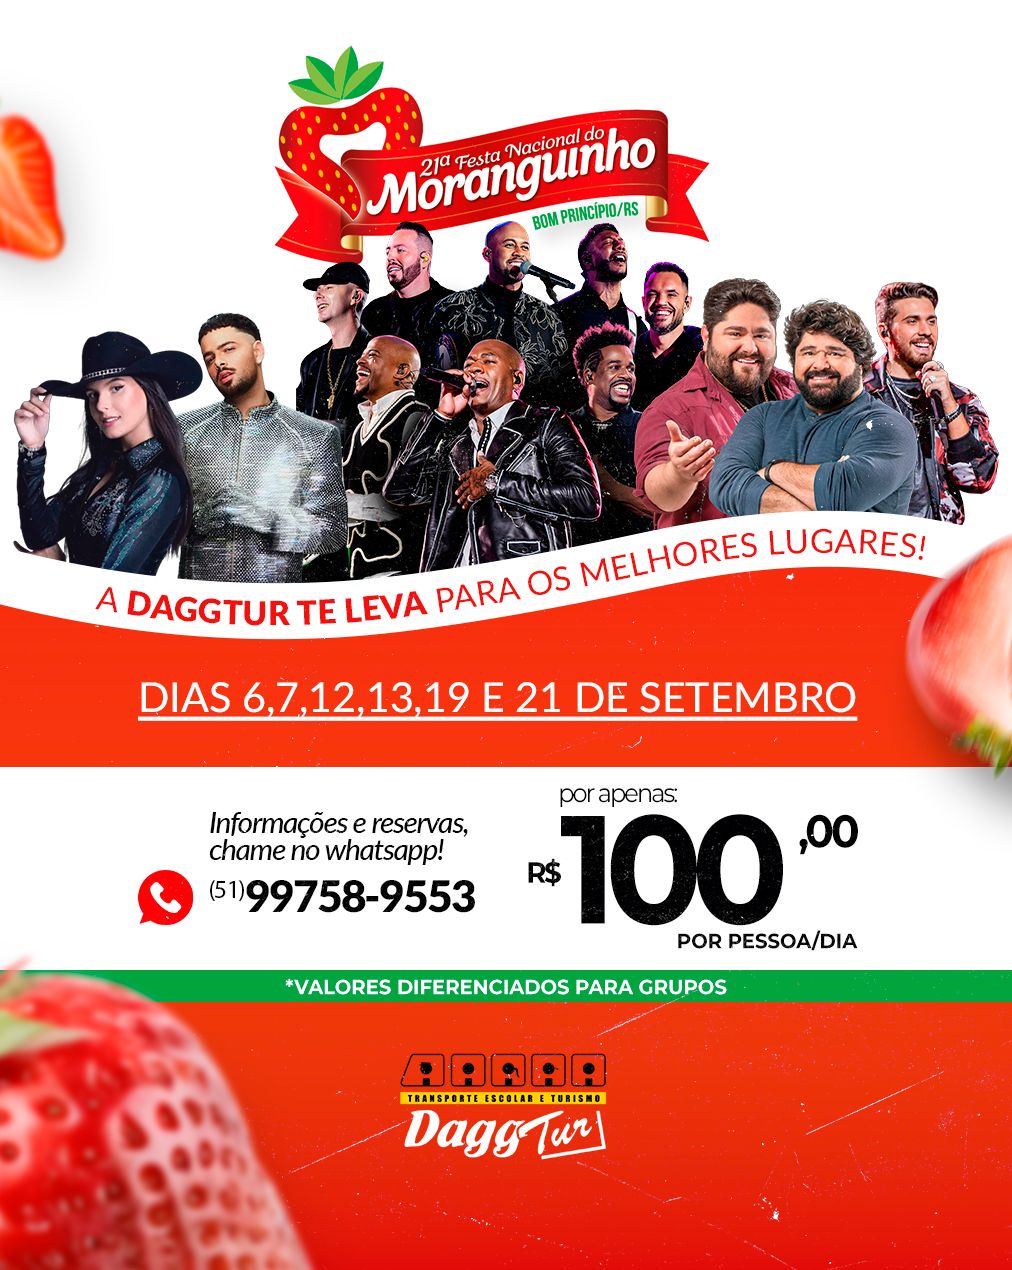 21ª Festa Nacional do
Moranguinho
BOM PRINCÍPIO/RS
A DAGGTUR TE LEVA PARA OS MELHORES LUGARES!
DIAS 6,7,12,13,19 E 21 DE SETEMBRO
Informações e reservas,
chame no whatsapp!
(51)99758-9553
por apenas:
R$ 100,00
POR PESSOA/DIA
*VALORES DIFERENCIADOS PARA GRUPOS
TRANSPORTE ESCOLAR E TURISMO
DaggTur